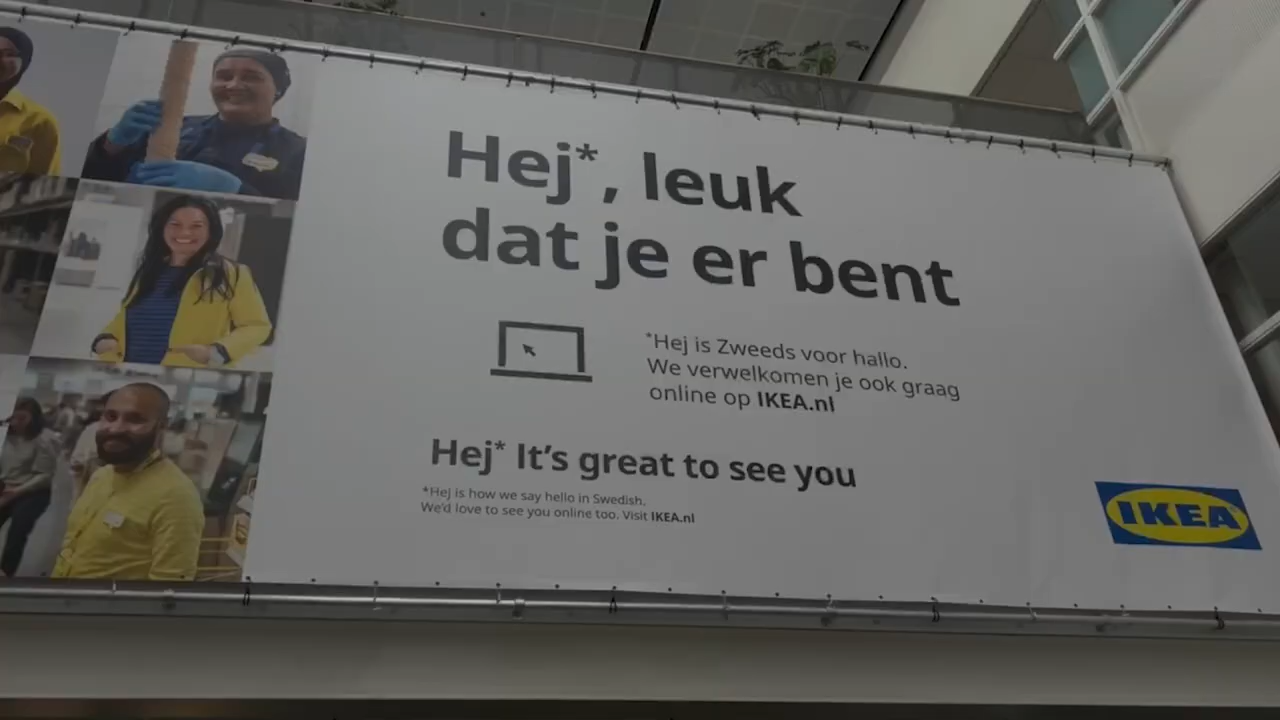 Hej*, leuk
dat je er bent
*Hej is Zweeds voor hallo.
We verwelkomen je ook graag
online op IKEA.nl
Hej* It's great to see you
*Hej is how we say hello in Swedish.
We'd love to see you online too. Visit IKEA.nl
IKEA